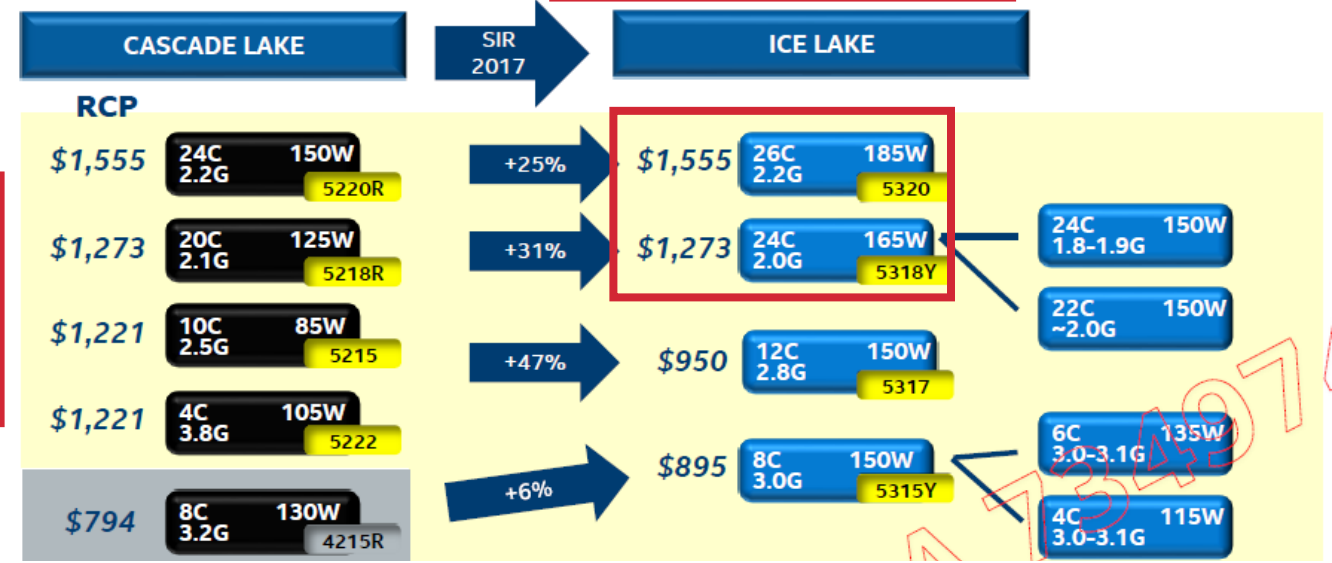 CASCADE LAKE
SIR
2017
ICE LAKE
RCP
$1,555
24C 150W
2.2G
5220R
+25%
$1,555
26C 185W
2.2G
5320
$1,273
20C 125W
2.1G
5218R
+31%
$1,273
24C 165W
2.0G
5318Y
24C 150W
1.8-1.9G
22C 150W
~2.0G
$1,221
10C 85W
2.5G
5215
+47%
$950
12C 150W
2.8G
5317
$1,221
4C 105W
3.8G
5222
$794
8C 130W
3.2G
4215R
+6%
$895
8C 150W
3.0G
5315Y
6C 135W
3.0-3.1G
4C 115W
3.0-3.1G